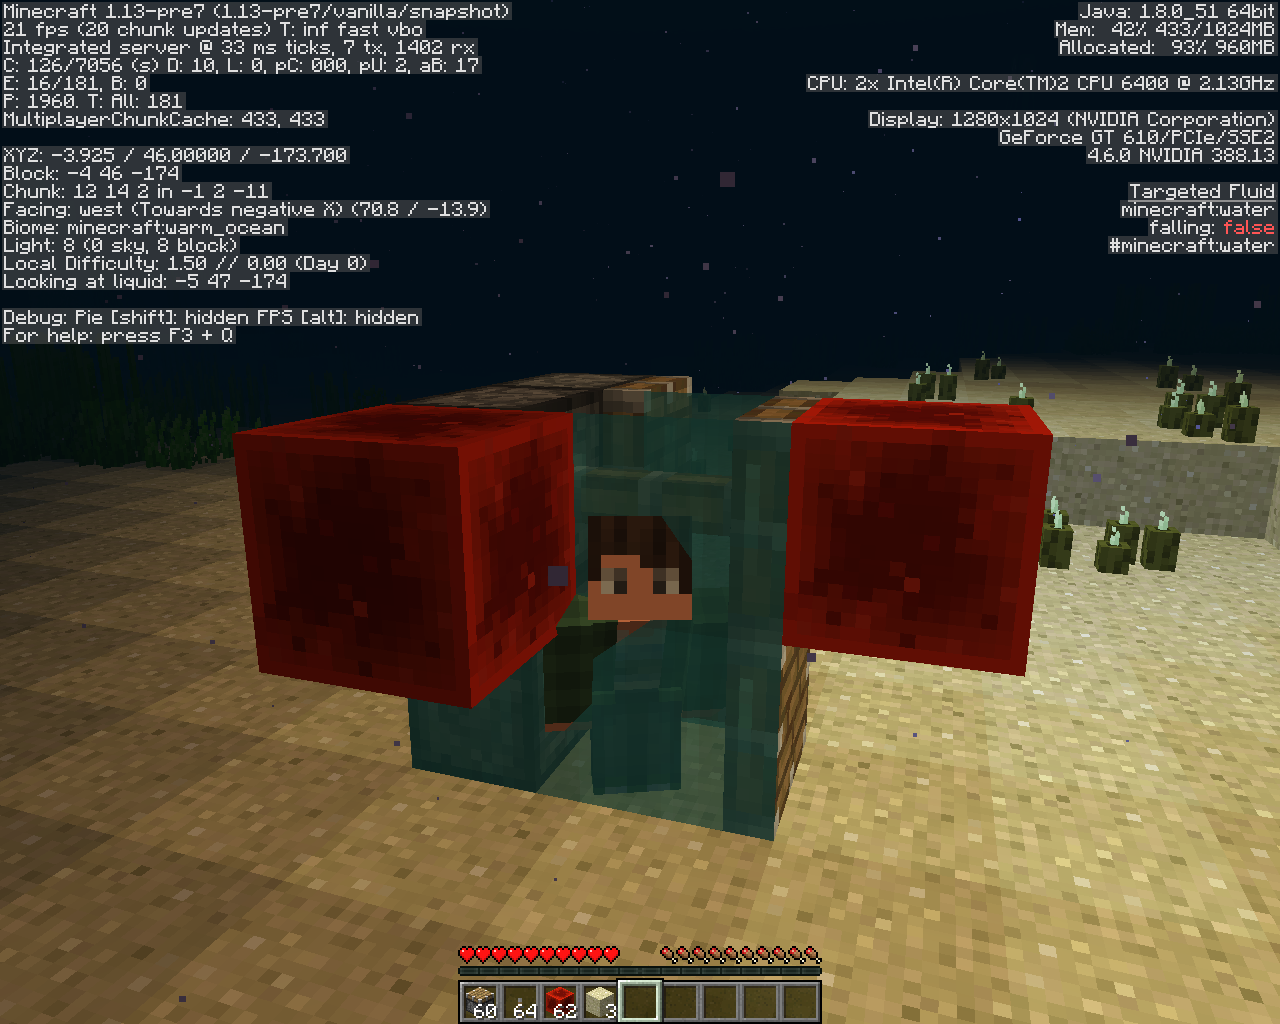 Minecraft 1.13-pre7 (1.13-pre7/vanilla/snapshot)
21 fps (20 chunk updates) T: inf fast vbo
Integrated server @ 33 ms ticks, 7 tx, 1402 rx
C: 126/7056 (s) D: 10, L: 0, pC: 000, pU: 2, aB: 17
E: 16/181, B: 0
P: 1960. T: All: 181
MultiplayerChunkCache: 433, 433
XYZ: -3.925 / 46.00000 / -173.700
Block: -4 46 -174
Chunk: 12 14 2 in -1 2 -11
Facing: west (Towards negative X) (70.8 / -13.9)
Biome: minecraft:warm_ocean
Light: 8 (0 sky, 8 block)
Local Difficulty: 1.50 // 0.00 (Day 0)
Looking at liquid: -5 47 -174
Debug: Pie [shift]: hidden FPS [alt]: hidden
For help: press F3 + Q
Java: 1.8.0_51 64bit
Mem: 42% 433/1024MB
Allocated: 93% 960MB
CPU: 2x Intel(R) Core(TM)2 CPU 6400 @ 2.13GHz
Display: 1280x1024 (NVIDIA Corporation)
GeForce GT 610/PCIe/SSE2
4.6.0 NVIDIA 388.13
Targeted Fluid
minecraft:water
falling: false
#minecraft:water
60 64 62 3